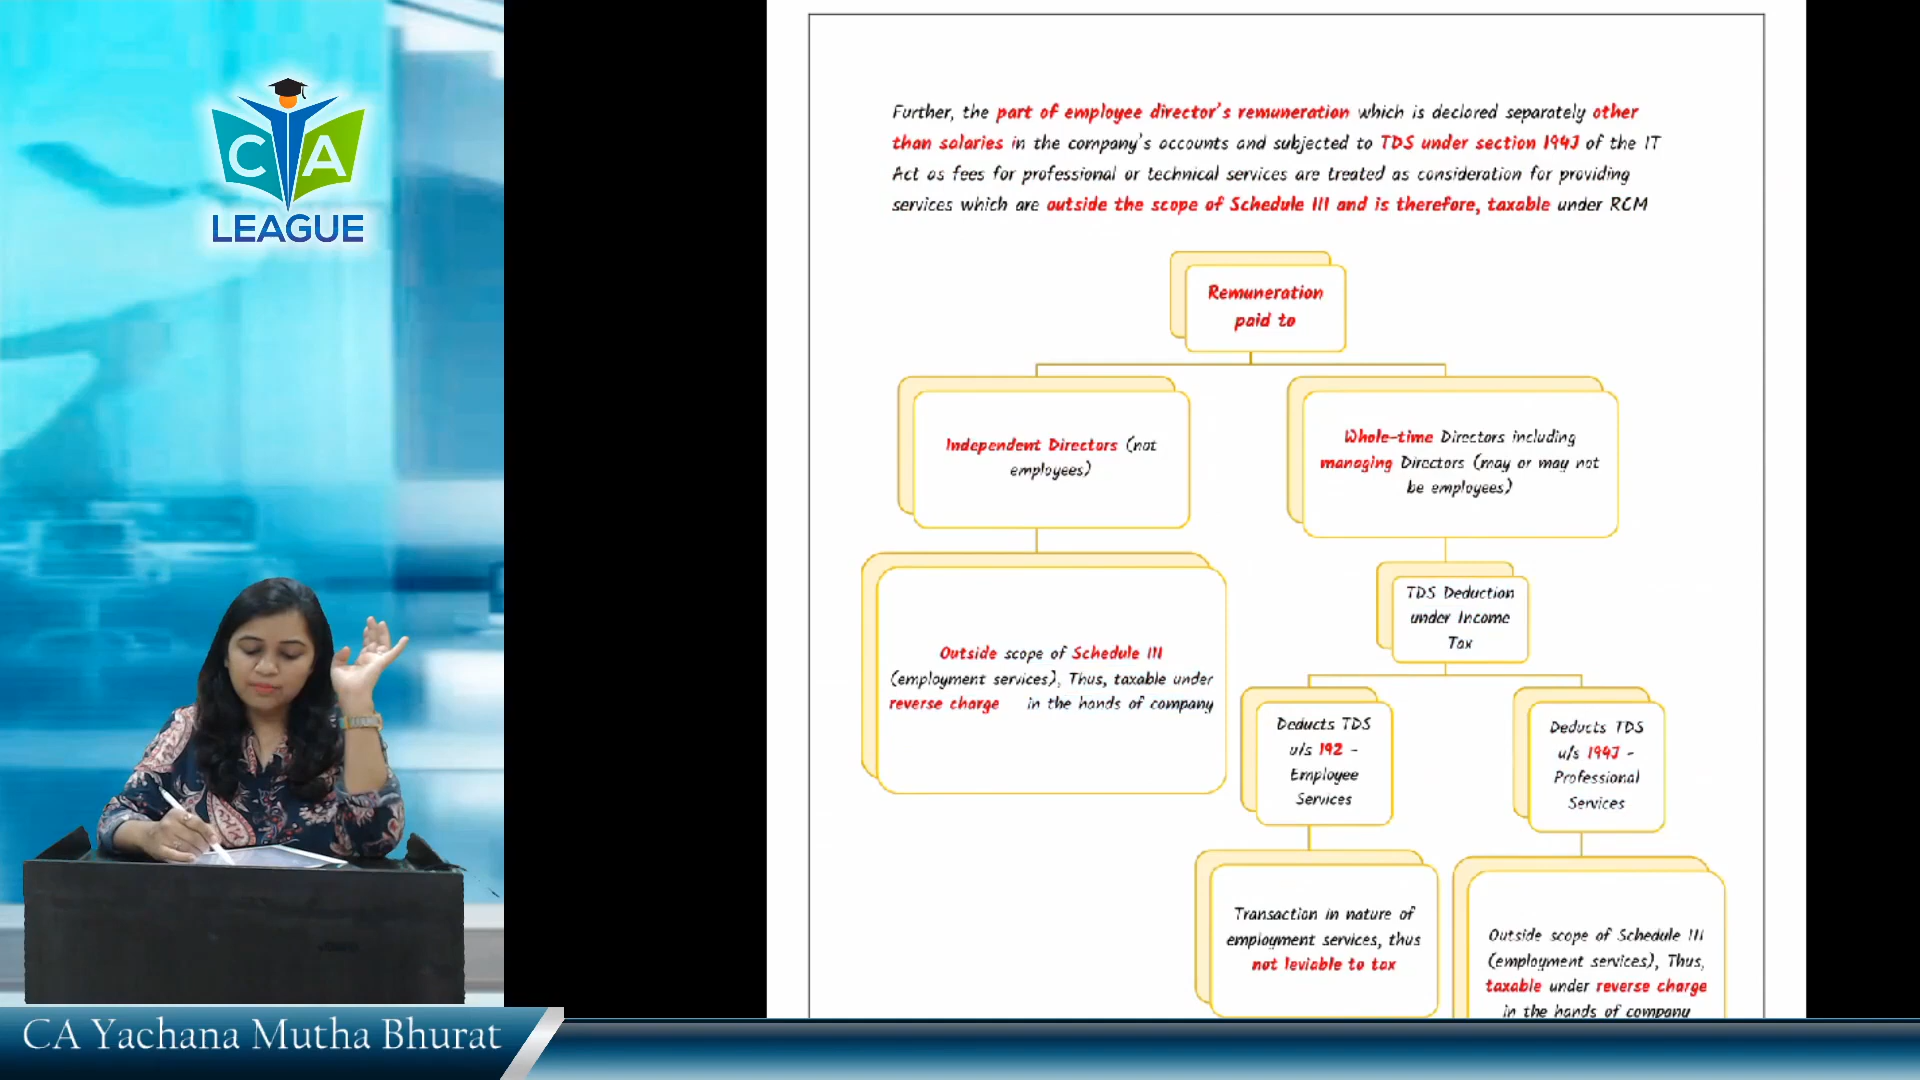 C A
LEAGUE
Further, the part of employee director's remuneration which is declared separately other
than salaries in the company's accounts and subjected to TDS under section 194J of the IT
Act as fees for professional or technical services are treated as consideration for providing
services which are outside the scope of Schedule III and is therefore, taxable under RCM
Remuneration
paid to
Independent Directors (not
employees)
Whole-time Directors including
managing Directors (may or may not
be employees)
Outside scope of Schedule III
(employment services), Thus, taxable under
reverse charge in the hands of company
TDS Deduction
under Income
Tax
Deducts TDS
u/s 192 -
Employee
Services
Deducts TDS
u/s 194J -
Professional
Services
Transaction in nature of
employment services, thus
not leviable to tax
Outside scope of Schedule III
(employment services), Thus,
taxable under reverse charge
in the hands of company
CA Yachana Mutha Bhurat